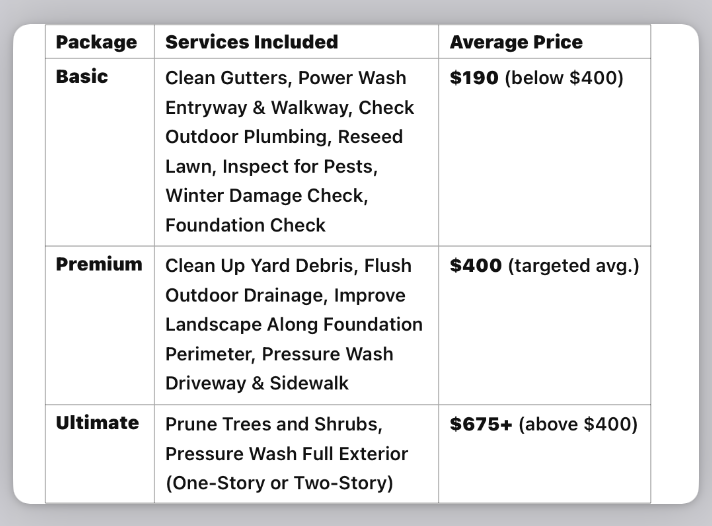 Package Services Included Average Price
Basic Clean Gutters, Power Wash $190 (below $400)
Entryway & Walkway, Check
Outdoor Plumbing, Reseed
Lawn, Inspect for Pests,
Winter Damage Check,
Foundation Check
Premium Clean Up Yard Debris, Flush $400 (targeted avg.)
Outdoor Drainage, Improve
Landscape Along Foundation
Perimeter, Pressure Wash
Driveway & Sidewalk
Ultimate Prune Trees and Shrubs, $675+ (above $400)
Pressure Wash Full Exterior
(One-Story or Two-Story)